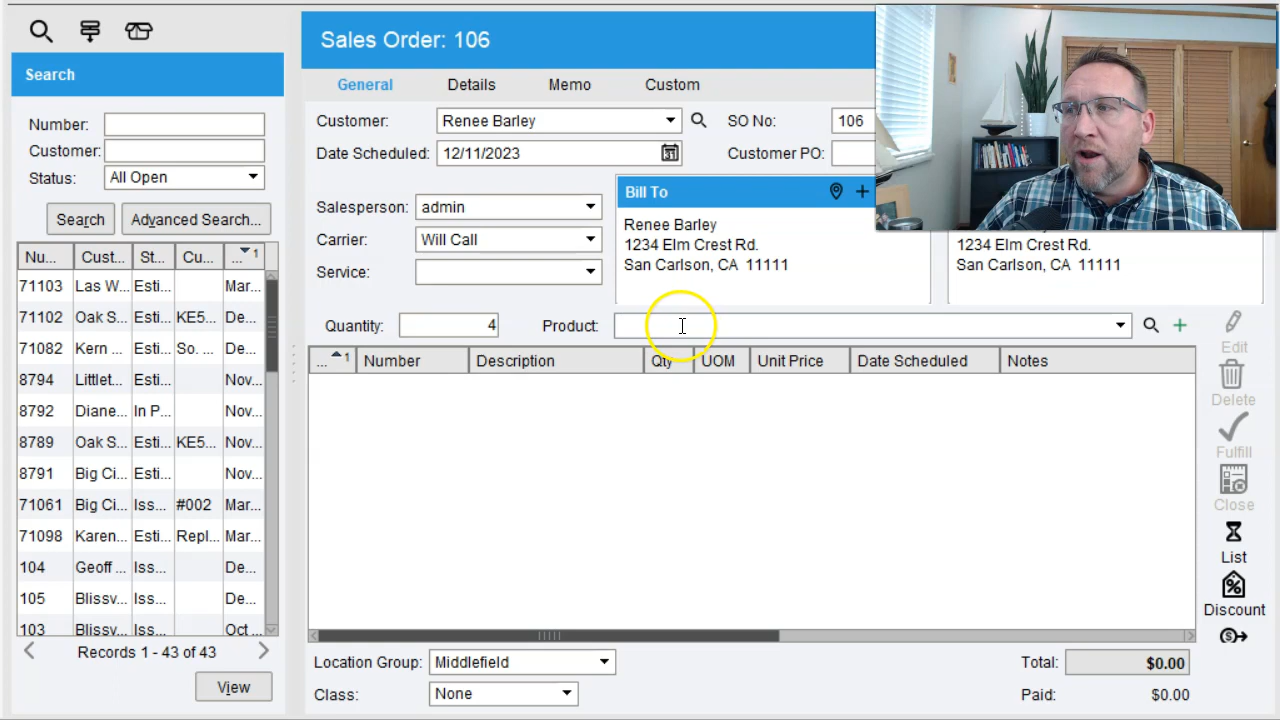 Search
Number:
Customer:
Status:
All Open
Search
Advanced Search...
Nu...
Cust...
St...
Cu...
...
1
71103
Las W...
Esti...
Mar...
71102
Oak S...
Esti...
KE5...
De...
71082
Kern ...
Esti...
So. ...
De...
8794
Littlet...
Esti...
Nov...
8792
Diane...
In P...
Nov...
8789
Oak S...
Esti...
KE5...
Nov...
8791
Big Ci...
Esti...
Nov...
71061
Big Ci...
Iss...
#002
Mar...
71098
Karen...
Esti...
Repl...
Mar...
104
Geoff ...
Iss...
De...
105
Blissv...
Iss...
De...
103
Blissv...
Iss...
Oct ...
Records 1 - 43 of 43
View
Sales Order: 106
General
Details
Memo
Custom
Customer:
Renee Barley
SO No:
106
Date Scheduled:
12/11/2023
31
Customer PO:
Salesperson:
admin
Carrier:
Will Call
Service:
Bill To
Renee Barley
1234 Elm Crest Rd.
San Carlson, CA 11111
1234 Elm Crest Rd.
San Carlson, CA 11111
Quantity:
4
Product:
...
1
Number
Description
Qty
UOM
Unit Price
Date Scheduled
Notes
Edit
Delete
Fulfill
Close
List
Discount
Location Group:
Middlefield
Class:
None
Total:
$0.00
Paid:
$0.00